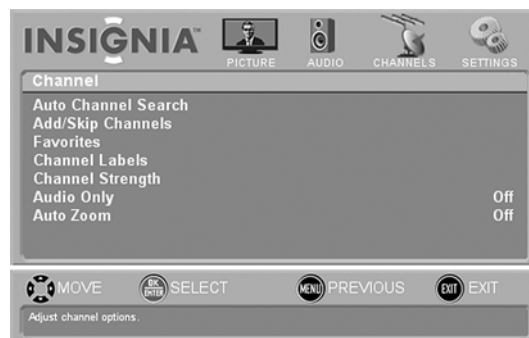 INSIGNIA™
PICTURE AUDIO CHANNELS SETTINGS
Channel
Auto Channel Search
Add/Skip Channels
Favorites
Channel Labels
Channel Strength
Audio Only Off
Auto Zoom Off
MOVE OK ENTER SELECT MENU PREVIOUS EXIT EXIT
Adjust channel options.